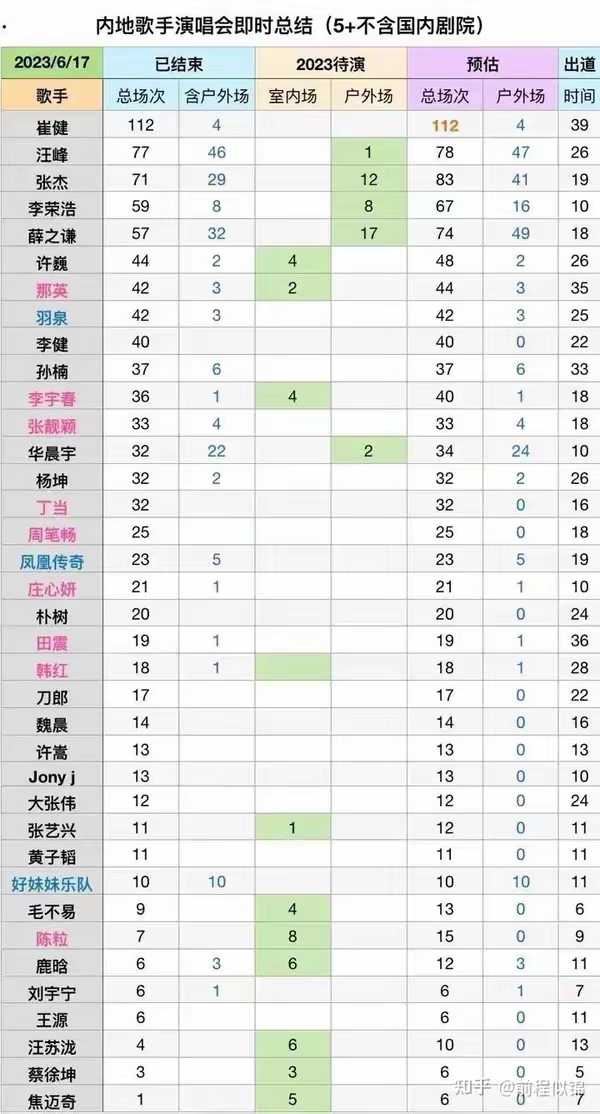 内地歌手演唱会即时总结（5+不含国内剧院）
2023/6/17 已结束 2023待演 预估 出道
歌手 总场次 含户外场 室内场 户外场 总场次 户外场 时间
崔健 112 4 112 4 39
汪峰 77 46 1 78 47 26
张杰 71 29 12 83 41 19
李荣浩 59 8 8 67 16 10
薛之谦 57 32 17 74 49 18
许巍 44 2 4 48 2 26
那英 42 3 2 44 3 35
羽泉 42 3 42 3 25
李健 40 40 0 22
孙楠 37 6 37 6 33
李宇春 36 1 4 40 1 18
张靓颖 33 4 33 4 18
华晨宇 32 22 2 34 24 10
杨坤 32 2 32 2 26
丁当 32 32 0 16
周笔畅 25 25 0 18
凤凰传奇 23 5 23 5 19
庄心妍 21 1 21 1 10
朴树 20 20 0 24
田震 19 1 19 1 36
韩红 18 1 18 1 28
刀郎 17 17 0 22
魏晨 14 14 0 16
许嵩 13 13 0 13
Jony j 13 13 0 10
大张伟 12 12 0 24
张艺兴 11 1 12 0 11
黄子韬 11 11 0 11
好妹妹乐队 10 10 10 10 11
毛不易 9 4 13 0 6
陈粒 7 8 15 0 9
鹿晗 6 3 6 12 3 11
刘宇宁 6 1 6 1 7
王源 6 6 0 11
汪苏泷 4 6 10 0 13
蔡徐坤 3 3 6 0 5
焦迈奇 1 5 6 0 7
知乎 @前程似锦